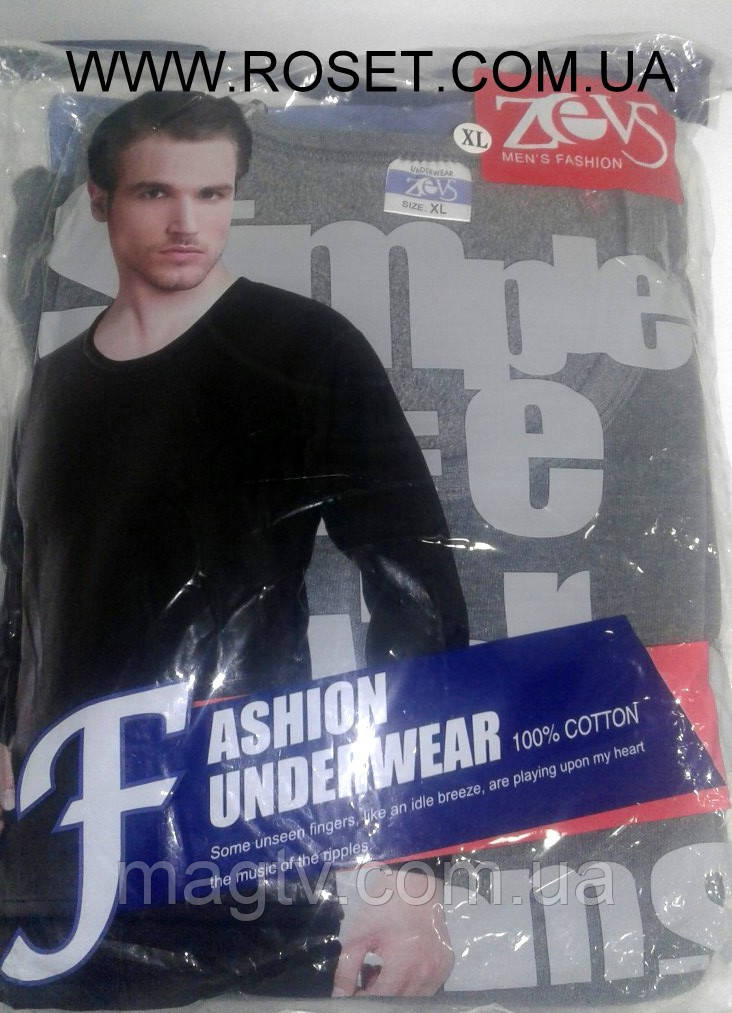 WWW.ROSET.COM.UA
XL
ZEVS
MEN'S FASHION
UNDERWEAR
ZEVS
SIZE: XL
Simple
FASHION
UNDERWEAR
100% COTTON
Some unseen fingers, like an idle breeze, are playing upon my heart
the music of the ripples
magtv.com.ua